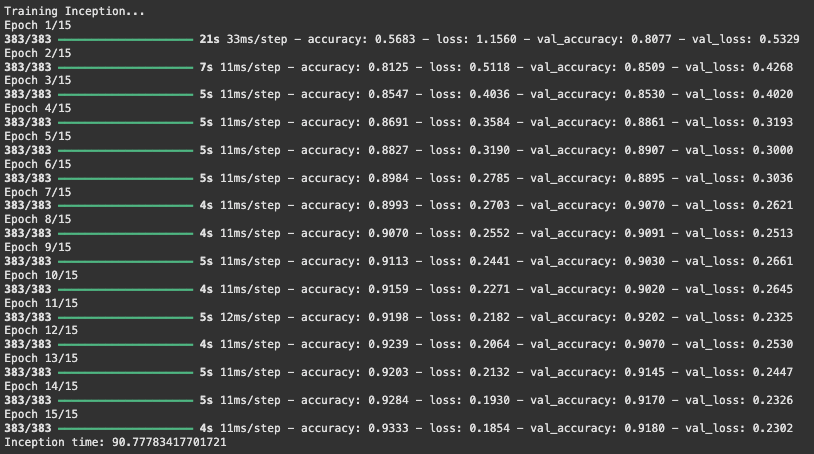 Training Inception...
Epoch 1/15
383/383 ━━━━━━━━━━━━━━━━━━━━ 21s 33ms/step - accuracy: 0.5683 - loss: 1.1560 - val_accuracy: 0.8077 - val_loss: 0.5329
Epoch 2/15
383/383 ━━━━━━━━━━━━━━━━━━━━ 7s 11ms/step - accuracy: 0.8125 - loss: 0.5118 - val_accuracy: 0.8509 - val_loss: 0.4268
Epoch 3/15
383/383 ━━━━━━━━━━━━━━━━━━━━ 5s 11ms/step - accuracy: 0.8547 - loss: 0.4036 - val_accuracy: 0.8530 - val_loss: 0.4020
Epoch 4/15
383/383 ━━━━━━━━━━━━━━━━━━━━ 5s 11ms/step - accuracy: 0.8691 - loss: 0.3584 - val_accuracy: 0.8861 - val_loss: 0.3193
Epoch 5/15
383/383 ━━━━━━━━━━━━━━━━━━━━ 5s 11ms/step - accuracy: 0.8827 - loss: 0.3190 - val_accuracy: 0.8907 - val_loss: 0.3000
Epoch 6/15
383/383 ━━━━━━━━━━━━━━━━━━━━ 5s 11ms/step - accuracy: 0.8984 - loss: 0.2785 - val_accuracy: 0.8895 - val_loss: 0.3036
Epoch 7/15
383/383 ━━━━━━━━━━━━━━━━━━━━ 4s 11ms/step - accuracy: 0.8993 - loss: 0.2703 - val_accuracy: 0.9070 - val_loss: 0.2621
Epoch 8/15
383/383 ━━━━━━━━━━━━━━━━━━━━ 4s 11ms/step - accuracy: 0.9070 - loss: 0.2552 - val_accuracy: 0.9091 - val_loss: 0.2513
Epoch 9/15
383/383 ━━━━━━━━━━━━━━━━━━━━ 5s 11ms/step - accuracy: 0.9113 - loss: 0.2441 - val_accuracy: 0.9030 - val_loss: 0.2661
Epoch 10/15
383/383 ━━━━━━━━━━━━━━━━━━━━ 4s 11ms/step - accuracy: 0.9159 - loss: 0.2271 - val_accuracy: 0.9020 - val_loss: 0.2645
Epoch 11/15
383/383 ━━━━━━━━━━━━━━━━━━━━ 5s 12ms/step - accuracy: 0.9198 - loss: 0.2182 - val_accuracy: 0.9202 - val_loss: 0.2325
Epoch 12/15
383/383 ━━━━━━━━━━━━━━━━━━━━ 4s 11ms/step - accuracy: 0.9239 - loss: 0.2064 - val_accuracy: 0.9070 - val_loss: 0.2530
Epoch 13/15
383/383 ━━━━━━━━━━━━━━━━━━━━ 5s 11ms/step - accuracy: 0.9203 - loss: 0.2132 - val_accuracy: 0.9145 - val_loss: 0.2447
Epoch 14/15
383/383 ━━━━━━━━━━━━━━━━━━━━ 5s 11ms/step - accuracy: 0.9284 - loss: 0.1930 - val_accuracy: 0.9170 - val_loss: 0.2326
Epoch 15/15
383/383 ━━━━━━━━━━━━━━━━━━━━ 4s 11ms/step - accuracy: 0.9333 - loss: 0.1854 - val_accuracy: 0.9180 - val_loss: 0.2302
Inception time: 90.77783417701721